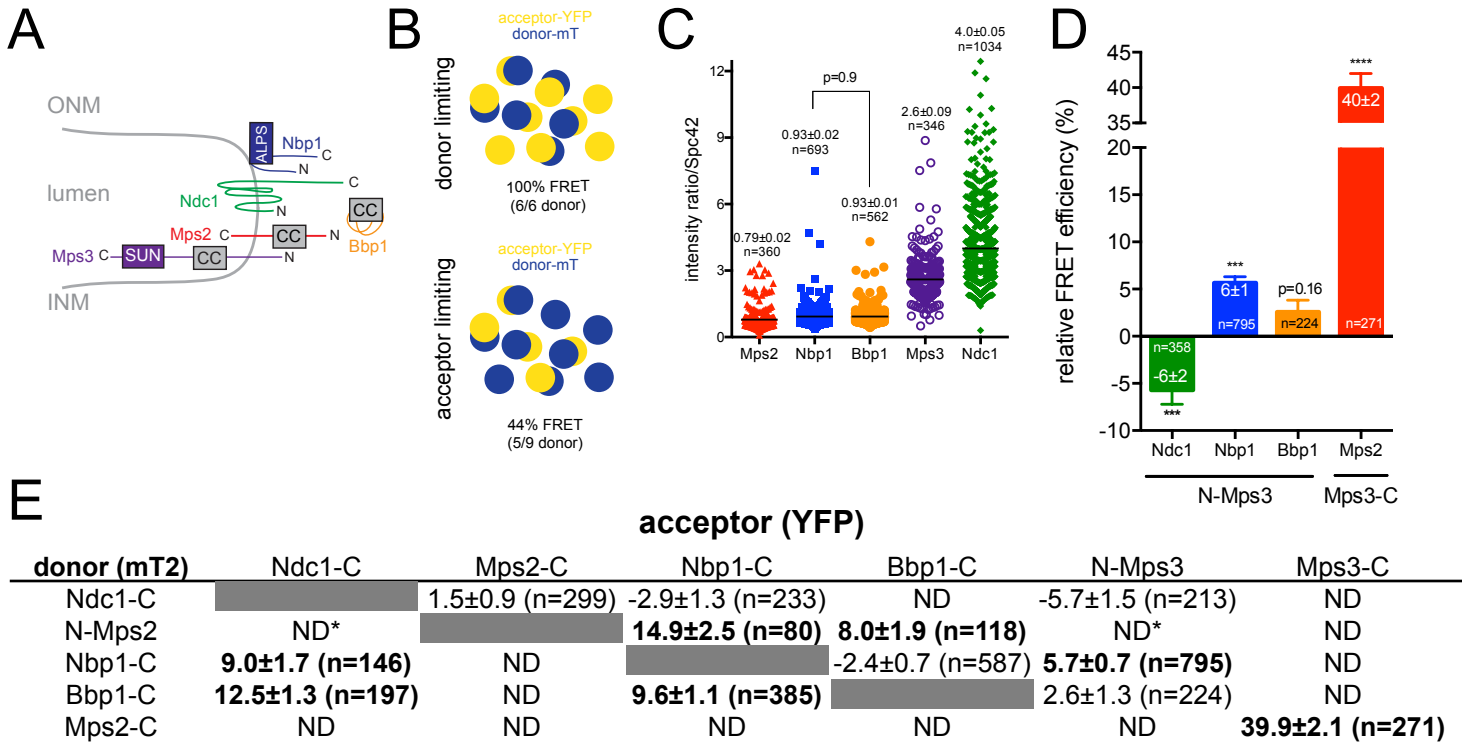 A
ONM
ALPS
Nbp1
C
N
lumen
C
Ndc1
N
CC
Mps2
C
CC
N
Bbp1
Mps3
C
SUN
CC
N
INM
B
acceptor-YFP
donor-mT
donor limiting
100% FRET
(6/6 donor)
acceptor-YFP
donor-mT
acceptor limiting
44% FRET
(5/9 donor)
C
4.0±0.05
n=1034
12
p=0.9
2.6±0.09
n=346
0.93±0.02
n=693
9
intensity ratio/Spc42
6
0.93±0.01
n=562
0.79±0.02
n=360
3
0
Mps2 Nbp1 Bbp1 Mps3 Ndc1
D
relative FRET efficiency (%)
45
40
35
20
15
10
5
0
-5
-10
****
40±2
***
6±1
p=0.16
n=795
n=224
n=271
n=358
-6±2
***
Ndc1 Nbp1 Bbp1 Mps2
N-Mps3 Mps3-C
E
acceptor (YFP)
donor (mT2) Ndc1-C Mps2-C Nbp1-C Bbp1-C N-Mps3 Mps3-C
Ndc1-C 1.5±0.9 (n=299) -2.9±1.3 (n=233) ND -5.7±1.5 (n=213) ND
N-Mps2 ND* 14.9±2.5 (n=80) 8.0±1.9 (n=118) ND* ND
Nbp1-C 9.0±1.7 (n=146) ND -2.4±0.7 (n=587) 5.7±0.7 (n=795) ND
Bbp1-C 12.5±1.3 (n=197) ND 9.6±1.1 (n=385) 2.6±1.3 (n=224) ND
Mps2-C ND ND ND ND ND 39.9±2.1 (n=271)